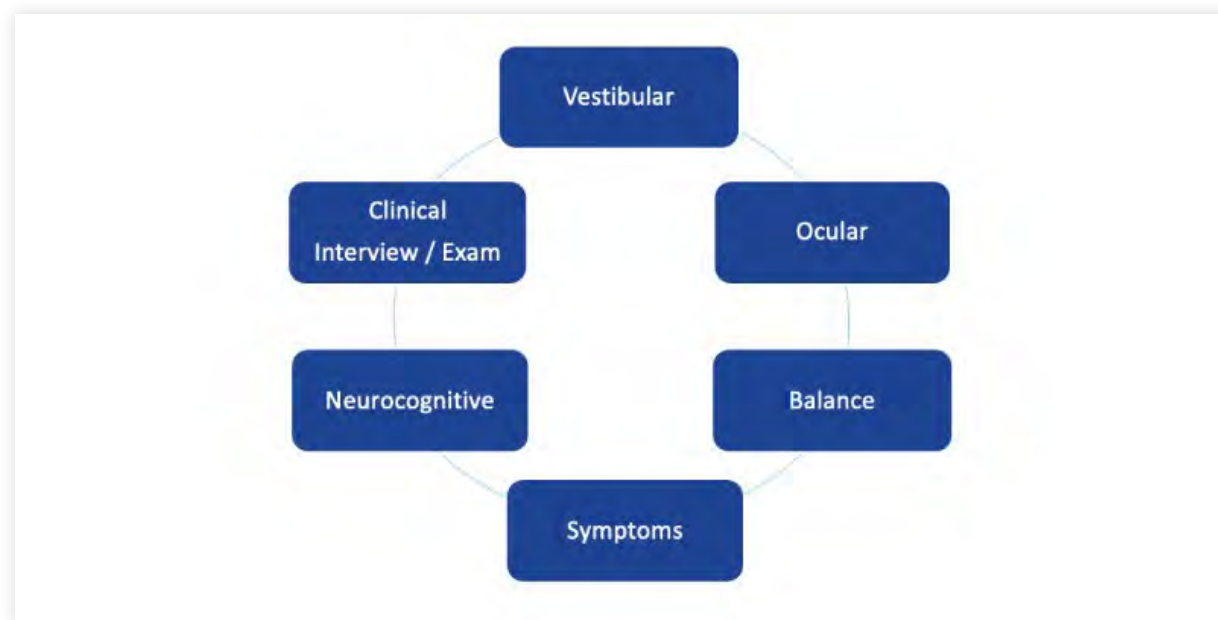 Vestibular
Clinical
Interview / Exam
Ocular
Neurocognitive
Balance
Symptoms